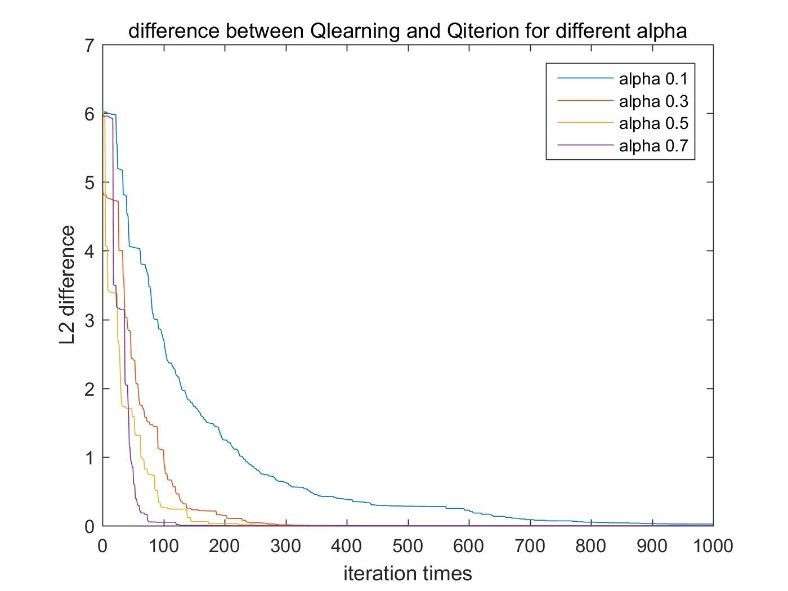 difference between Qlearning and Qiterion for different alpha
7
6
5
4
3
2
1
0
L2 difference
alpha 0.1
alpha 0.3
alpha 0.5
alpha 0.7
0 100 200 300 400 500 600 700 800 900 1000
iteration times